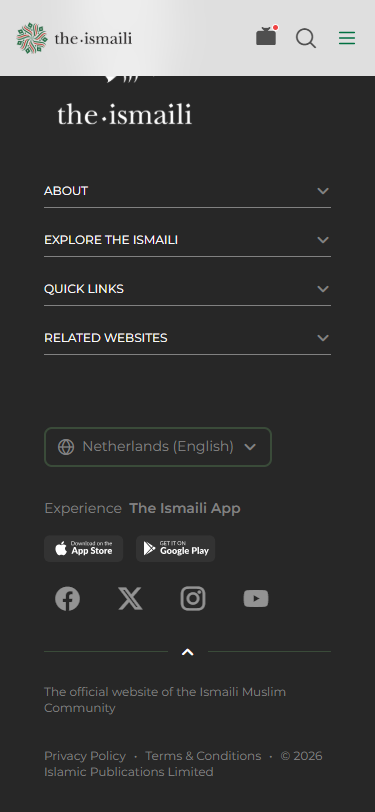 the·ismaili
the·ismaili
ABOUT
EXPLORE THE ISMAILI
QUICK LINKS
RELATED WEBSITES
Netherlands (English)
Experience The Ismaili App
Download on the
App Store
GET IT ON
Google Play
The official website of the Ismaili Muslim
Community
Privacy Policy · Terms & Conditions · © 2026
Islamic Publications Limited